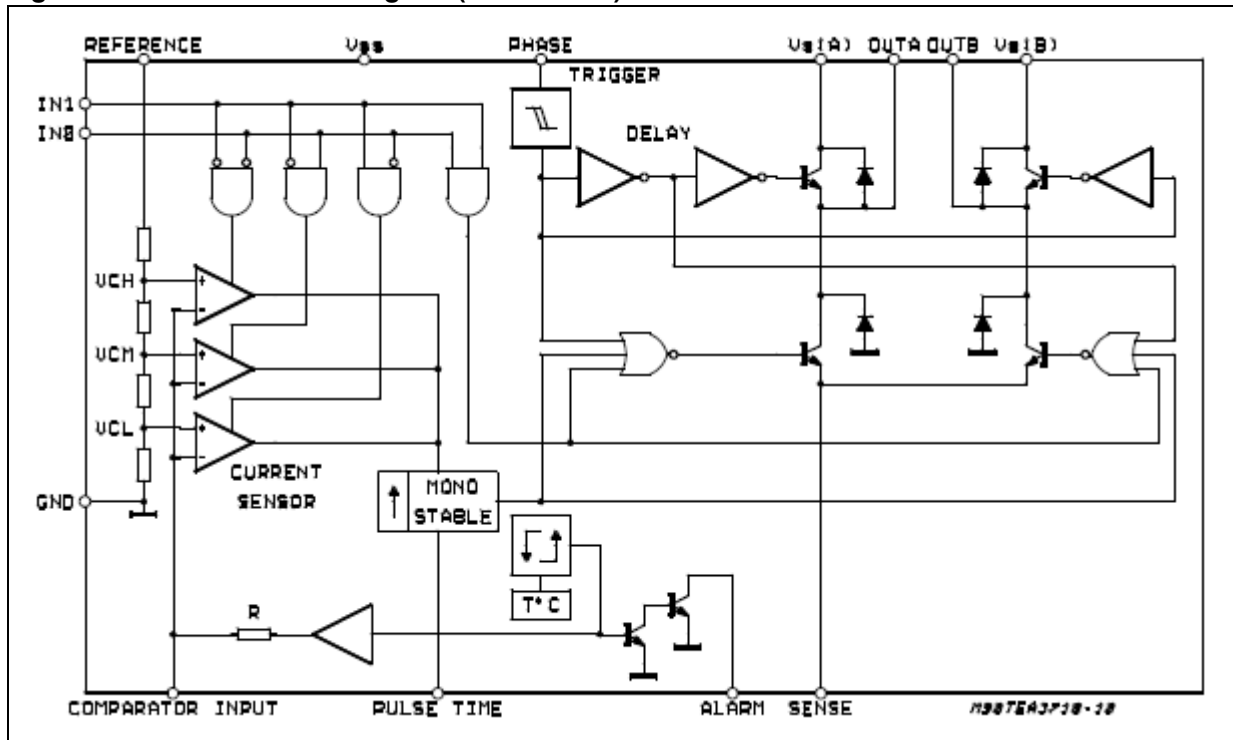 REFERENCE Vss PHASE Vs(A) OUTA OUTB Vs(B)
TRIGGER
IN1
IN0
DELAY
VCH
+
-
VCM
+
-
VCL
+
-
CURRENT
SENSOR
GND
MONO
STABLE
T°C
R
COMPARATOR INPUT PULSE TIME ALARM SENSE